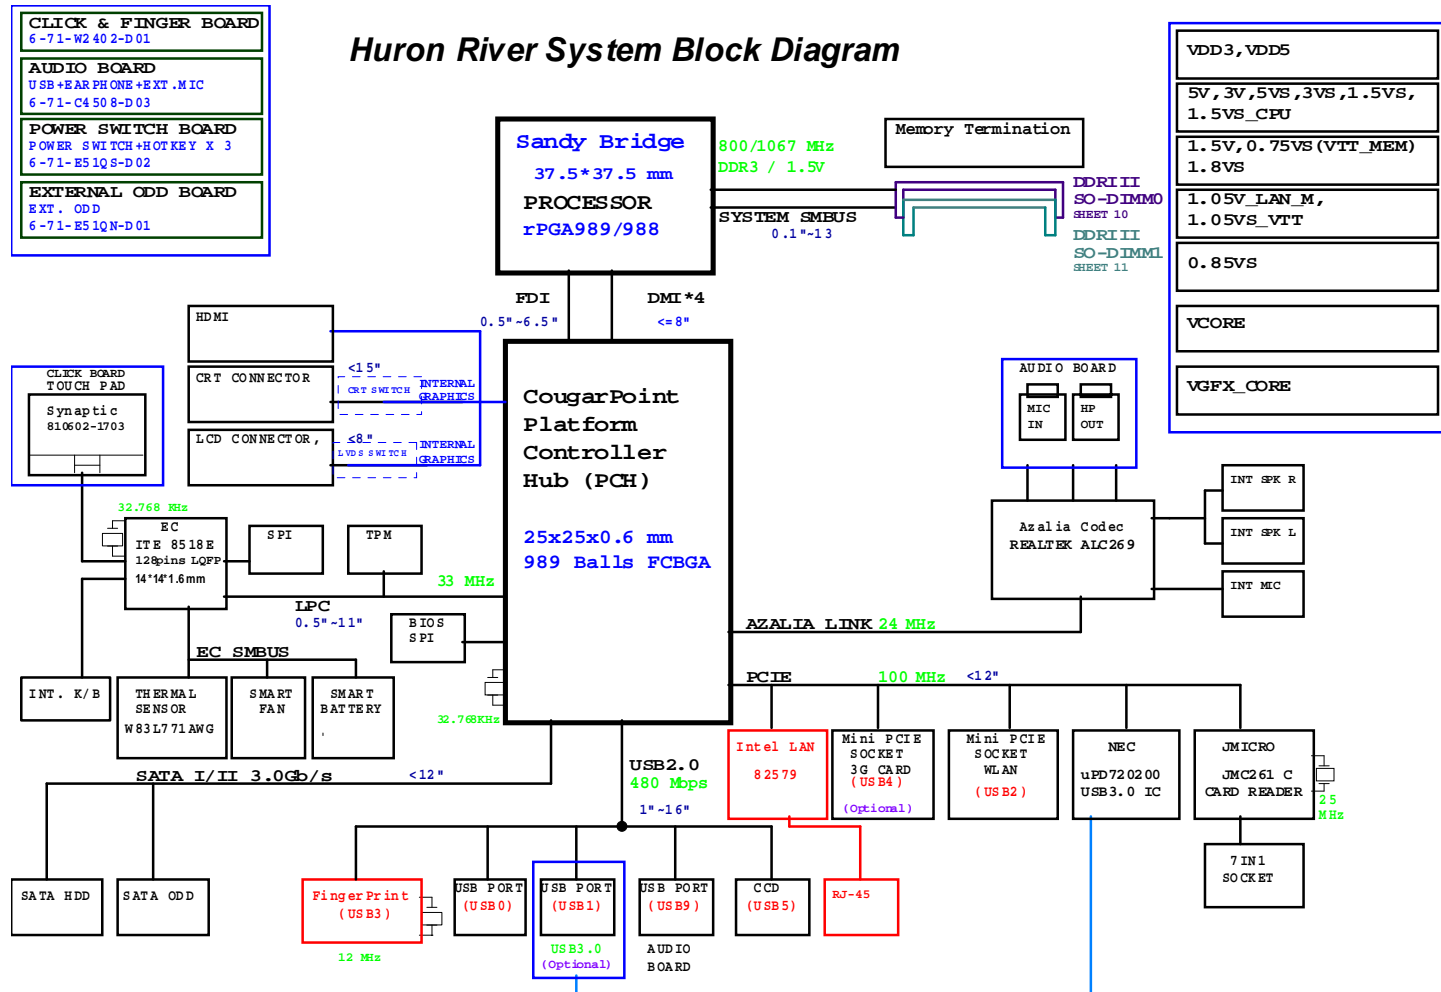 Huron River System Block Diagram
CLICK & FINGER BOARD
6-71-W2402-D01
AUDIO BOARD
USB+EARPHONE+EXT.MIC
6-71-C4508-D03
POWER SWITCH BOARD
POWER SWITCH+HOTKEY X 3
6-71-E51QS-D02
EXTERNAL ODD BOARD
EXT. ODD
6-71-E51QN-D01
Sandy Bridge
37.5*37.5 mm
PROCESSOR
rPGA989/988
800/1067 MHz
DDR3 / 1.5V
SYSTEM SMBUS
0.1"~13
Memory Termination
DDRIII
SO-DIMM0
SHEET 10
DDRIII
SO-DIMM1
SHEET 11
VDD3,VDD5
5V,3V,5VS,3VS,1.5VS,
1.5VS_CPU
1.5V,0.75VS(VTT_MEM)
1.8VS
1.05V_LAN_M,
1.05VS_VTT
0.85VS
VCORE
VGFX_CORE
FDI
0.5"~6.5"
DMI*4
<=8"
HDMI
CRT CONNECTOR
<15"
CRT SWITCH
INTERNAL
GRAPHICS
LCD CONNECTOR,
<8"
LVDS SWITCH
INTERNAL
GRAPHICS
CougarPoint
Platform
Controller
Hub (PCH)
25x25x0.6 mm
989 Balls FCBGA
CLICK BOARD
TOUCH PAD
Synaptic
810602-1703
32.768 KHz
EC
ITE 8518E
128pins LQFP
14*14*1.6mm
SPI
TPM
33 MHz
LPC
0.5"~11"
BIOS
SPI
32.768KHz
EC SMBUS
INT. K/B
THERMAL
SENSOR
W83L771AWG
SMART
FAN
SMART
BATTERY
AUDIO BOARD
MIC
IN
HP
OUT
Azalia Codec
REALTEK ALC269
INT SPK R
INT SPK L
INT MIC
AZALIA LINK
24 MHz
PCIE
100 MHz
<12"
Intel LAN
82579
Mini PCIE
SOCKET
3G CARD
(USB4)
(Optional)
Mini PCIE
SOCKET
WLAN
(USB2)
NEC
uPD720200
USB3.0 IC
JMICRO
JMC261 C
CARD READER
25
MHz
7IN1
SOCKET
RJ-45
SATA I/II 3.0Gb/s
<12"
USB2.0
480 Mbps
1"~16"
SATA HDD
SATA ODD
FingerPrint
(USB3)
12 MHz
USB PORT
(USB0)
USB PORT
(USB1)
USB3.0
(Optional)
USB PORT
(USB9)
AUDIO
BOARD
CCD
(USB5)